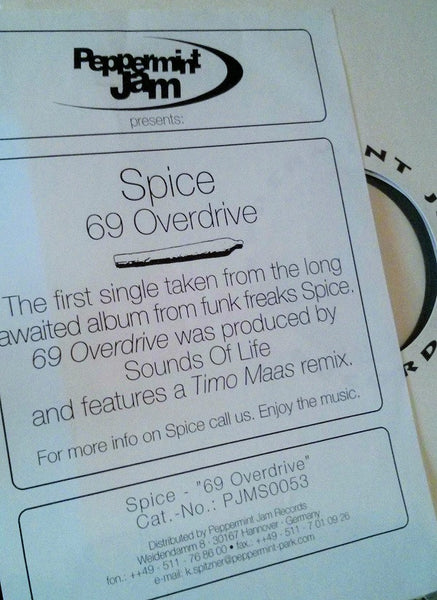 Peppermint
Jam
presents:
Spice
69 Overdrive
The first single taken from the long
awaited album from funk freaks Spice.
69 Overdrive was produced by
Sounds Of Life
and features a Timo Maas remix.
For more info on Spice call us. Enjoy the music.
Spice - "69 Overdrive"
Cat.-No.: PJMS0053
Distributed by Peppermint Jam Records
Weidendamm 8 · 30167 Hannover · Germany
fon.: ++49 - 511 - 76 86 00 • fax.: ++49 - 511 - 7 01 09 26
e-mail: k.spitzner@peppermint-park.com
NT J
RD